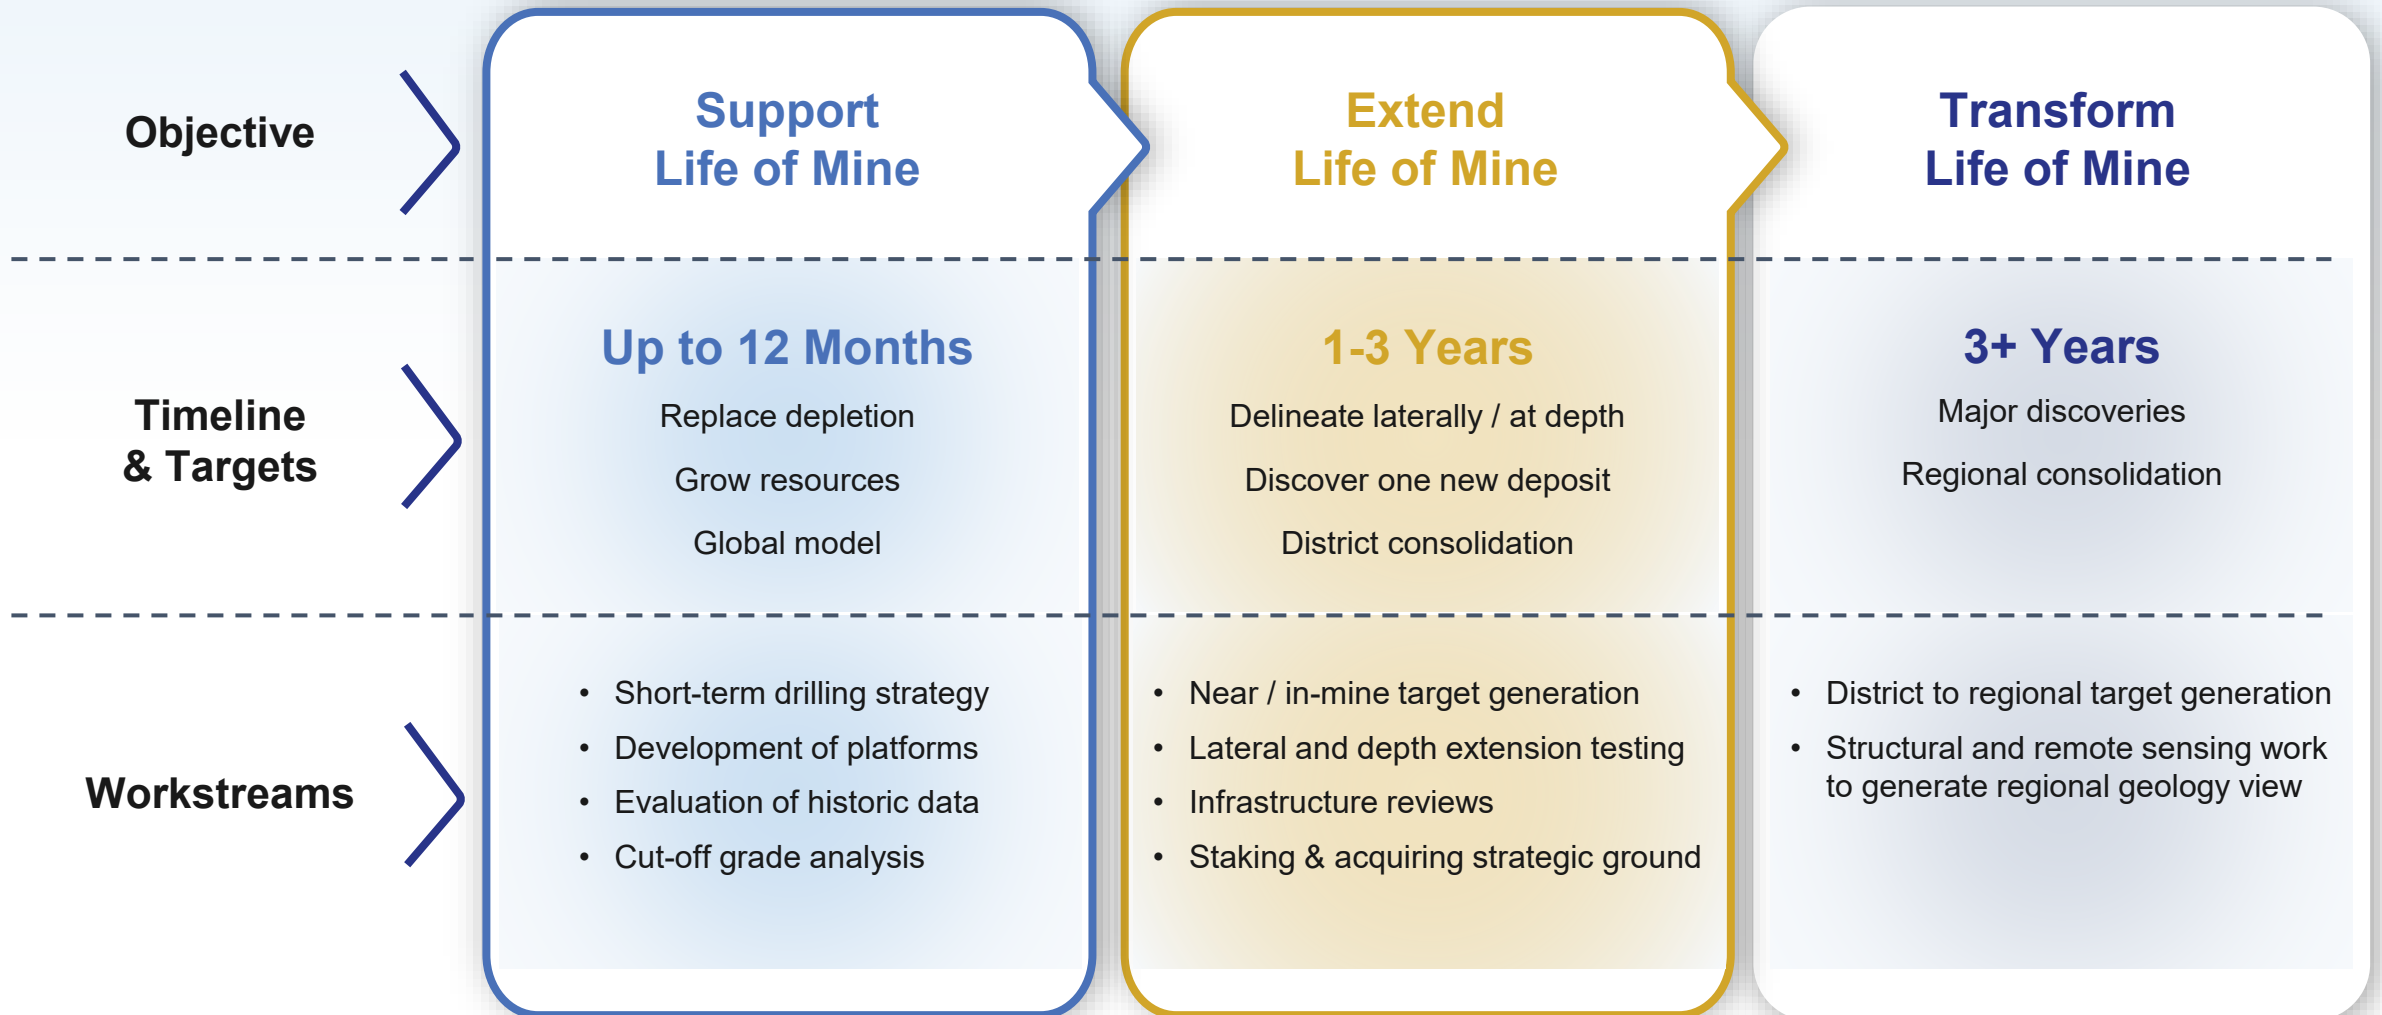 Objective
Support
Life of Mine
Extend
Life of Mine
Transform
Life of Mine
Timeline
& Targets
Up to 12 Months
Replace depletion
Grow resources
Global model
1-3 Years
Delineate laterally / at depth
Discover one new deposit
District consolidation
3+ Years
Major discoveries
Regional consolidation
Workstreams
• Short-term drilling strategy
• Development of platforms
• Evaluation of historic data
• Cut-off grade analysis
• Near / in-mine target generation
• Lateral and depth extension testing
• Infrastructure reviews
• Staking & acquiring strategic ground
• District to regional target generation
• Structural and remote sensing work
to generate regional geology view